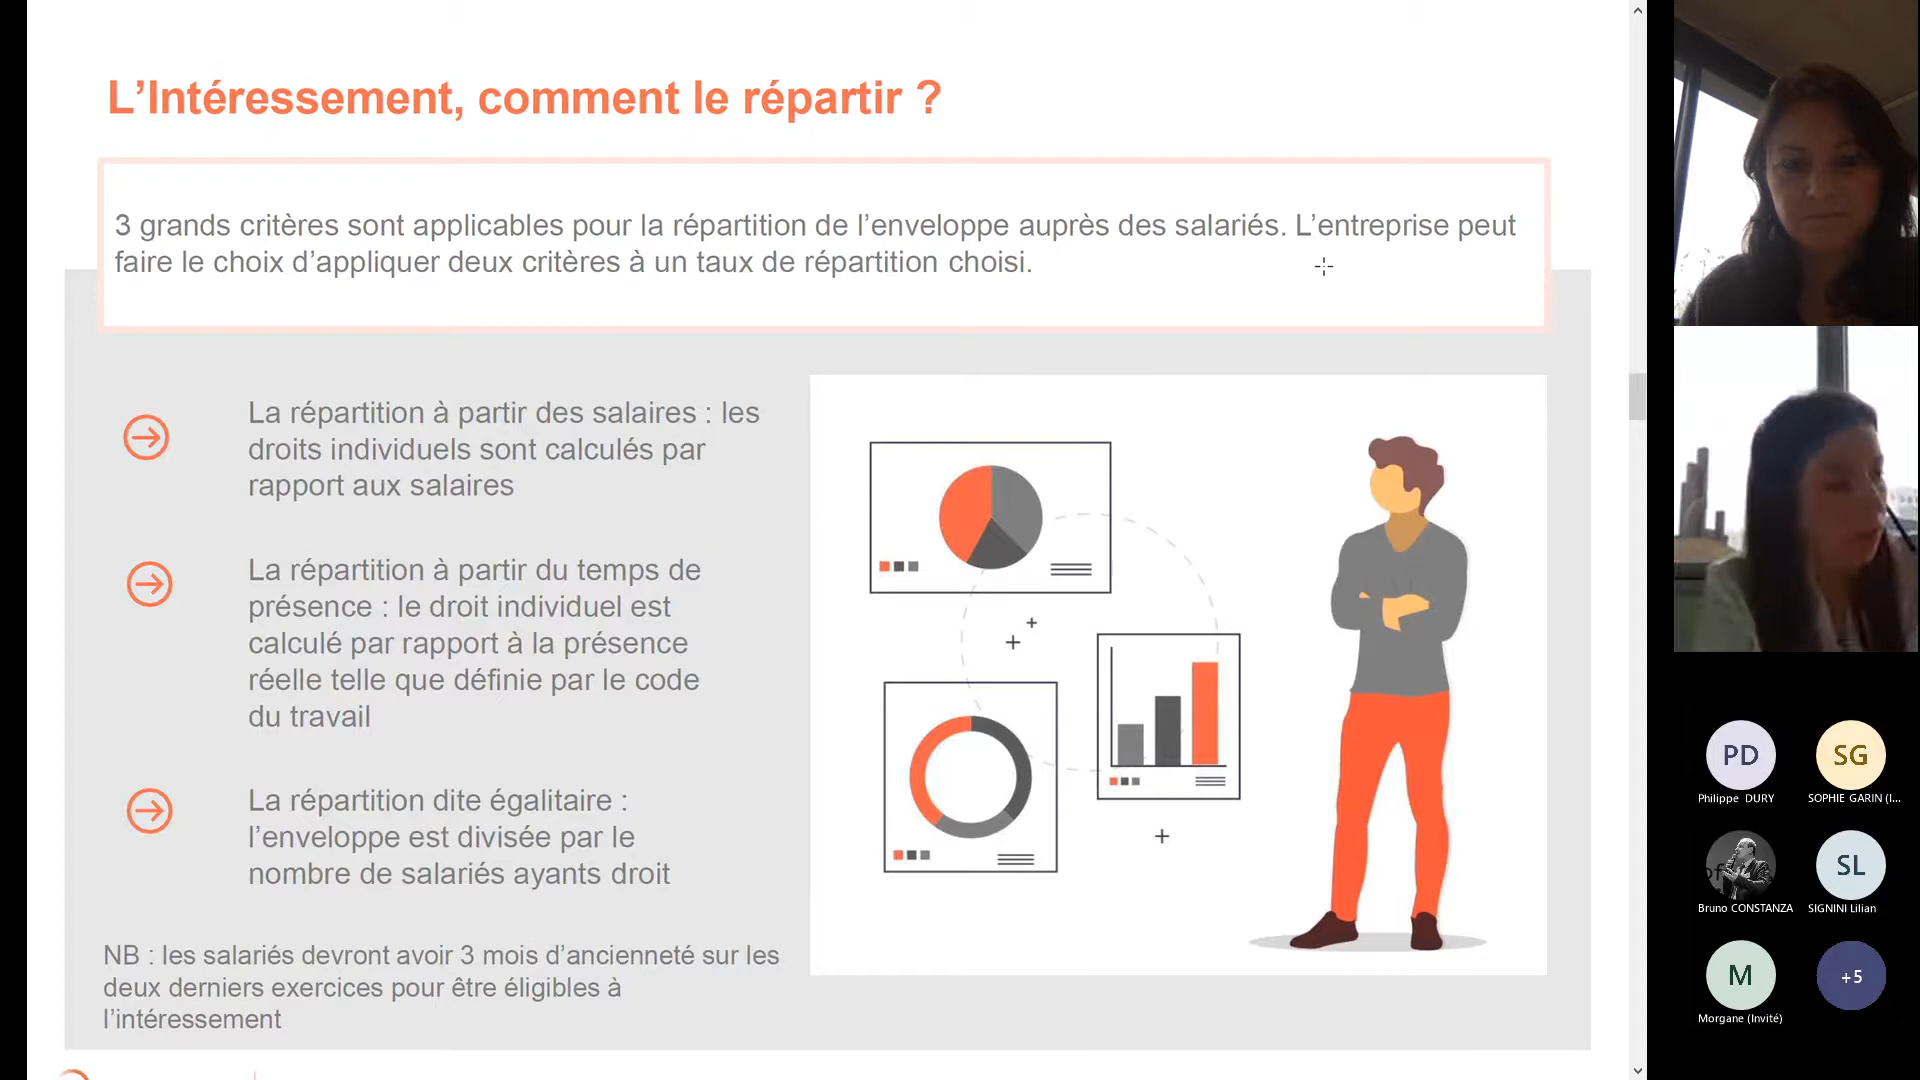 L’Intéressement, comment le répartir ?
3 grands critères sont applicables pour la répartition de l’enveloppe auprès des salariés. L’entreprise peut
faire le choix d’appliquer deux critères à un taux de répartition choisi.
La répartition à partir des salaires : les
droits individuels sont calculés par
rapport aux salaires
La répartition à partir du temps de
présence : le droit individuel est
calculé par rapport à la présence
réelle telle que définie par le code
du travail
La répartition dite égalitaire :
l’enveloppe est divisée par le
nombre de salariés ayants droit
NB : les salariés devront avoir 3 mois d’ancienneté sur les
deux derniers exercices pour être éligibles à
l’intéressement
PD
Philippe DURY
SG
SOPHIE GARIN (I...
Bruno CONSTANZA
SL
SIGNINI Lilian
M
Morgane (Invité)
+5